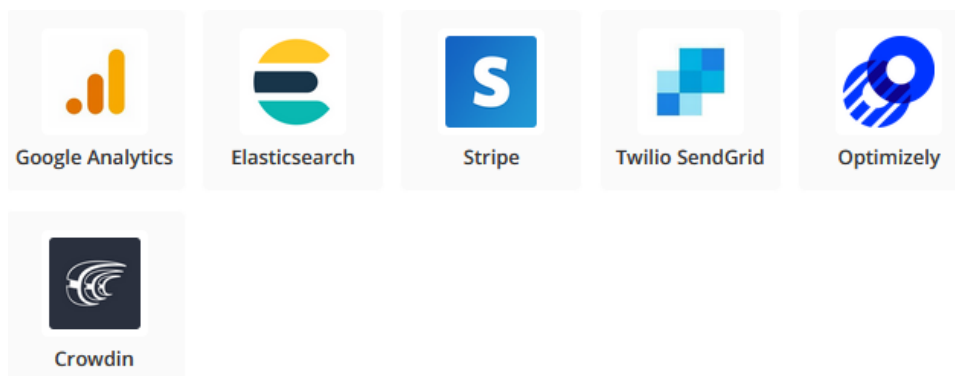 Google Analytics
Elasticsearch
S
Stripe
Twilio SendGrid
Optimizely
Crowdin